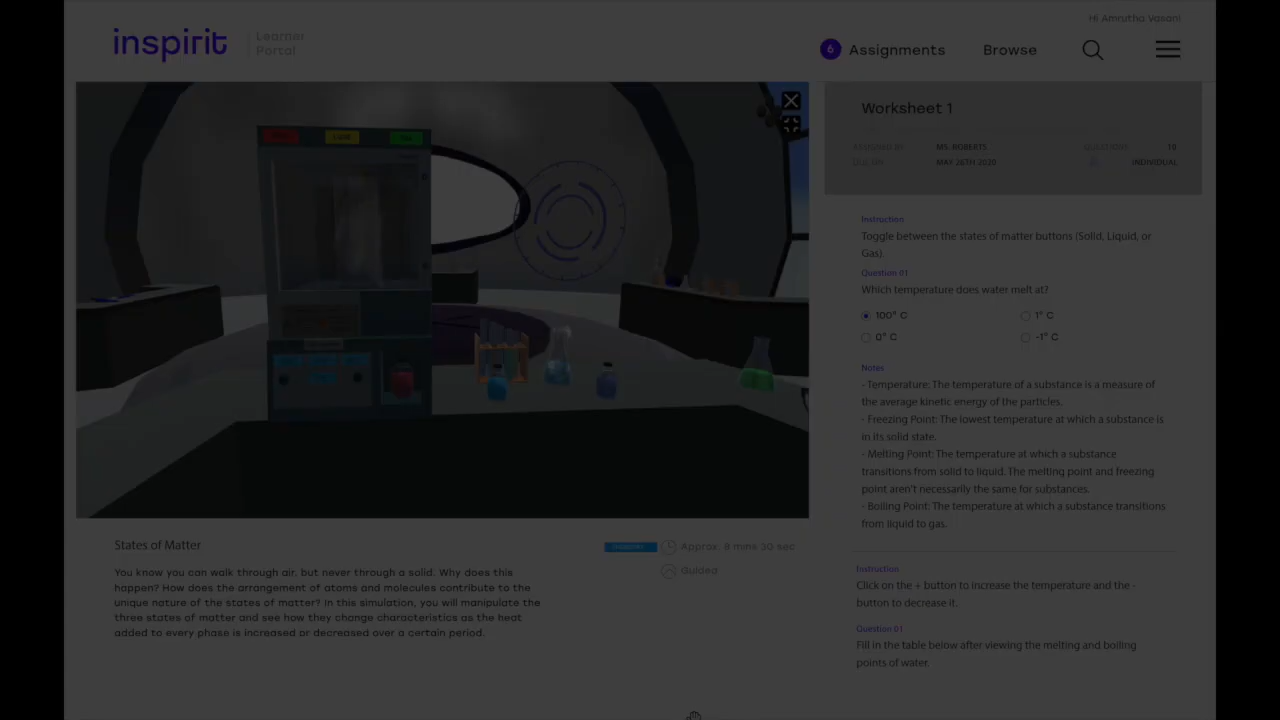 Hi Amrutha Vasani
inspirit
Learner
Portal
6 Assignments Browse
Worksheet 1
ASSIGNED BY MS. ROBERTS QUESTIONS 10
MAY 26TH 2020 INDIVIDUAL
Instruction
Toggle between the states of matter buttons (Solid, Liquid, or
Gas).
Question 01
Which temperature does water melt at?
100° C 1° C
0° C -1° C
Notes
- Temperature: The temperature of a substance is a measure of
the average kinetic energy of the particles.
- Freezing Point: The lowest temperature at which a substance is
in its solid state.
- Melting Point: The temperature at which a substance
transitions from solid to liquid. The melting point and freezing
point aren't necessarily the same for substances.
- Boiling Point: The temperature at which a substance transitions
from liquid to gas.
Instruction
Click on the + button to increase the temperature and the -
button to decrease it.
Question 01
Fill in the table below after viewing the melting and boiling
points of water.
States of Matter
Approx. 8 mins 30 sec
Guided
You know you can walk through air, but never through a solid. Why does this
happen? How does the arrangement of atoms and molecules contribute to the
unique nature of the states of matter? In this simulation, you will manipulate the
three states of matter and see how they change characteristics as the heat
added to every phase is increased or decreased over a certain period.